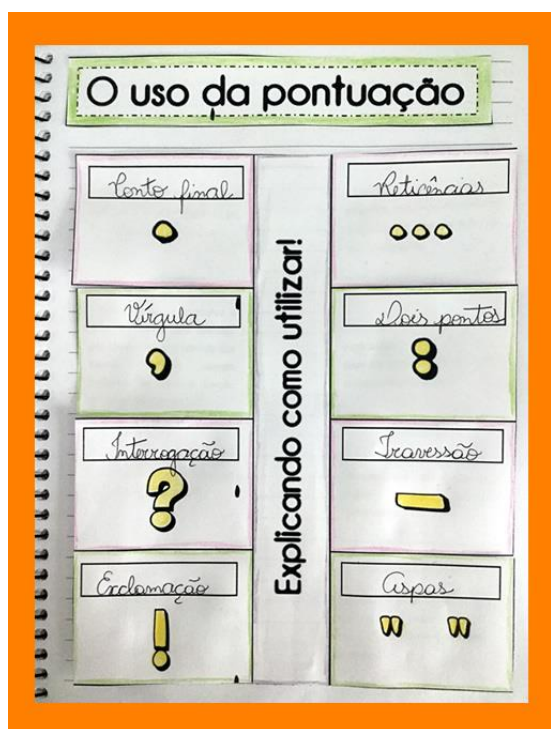 O uso da pontuação
Ponto final
.
Reticências
...
Explicando como utilizar!
Vírgula
,
Dois pontos
:
Interrogação
?
Travessão
-
Exclamação
!
Aspas
" "